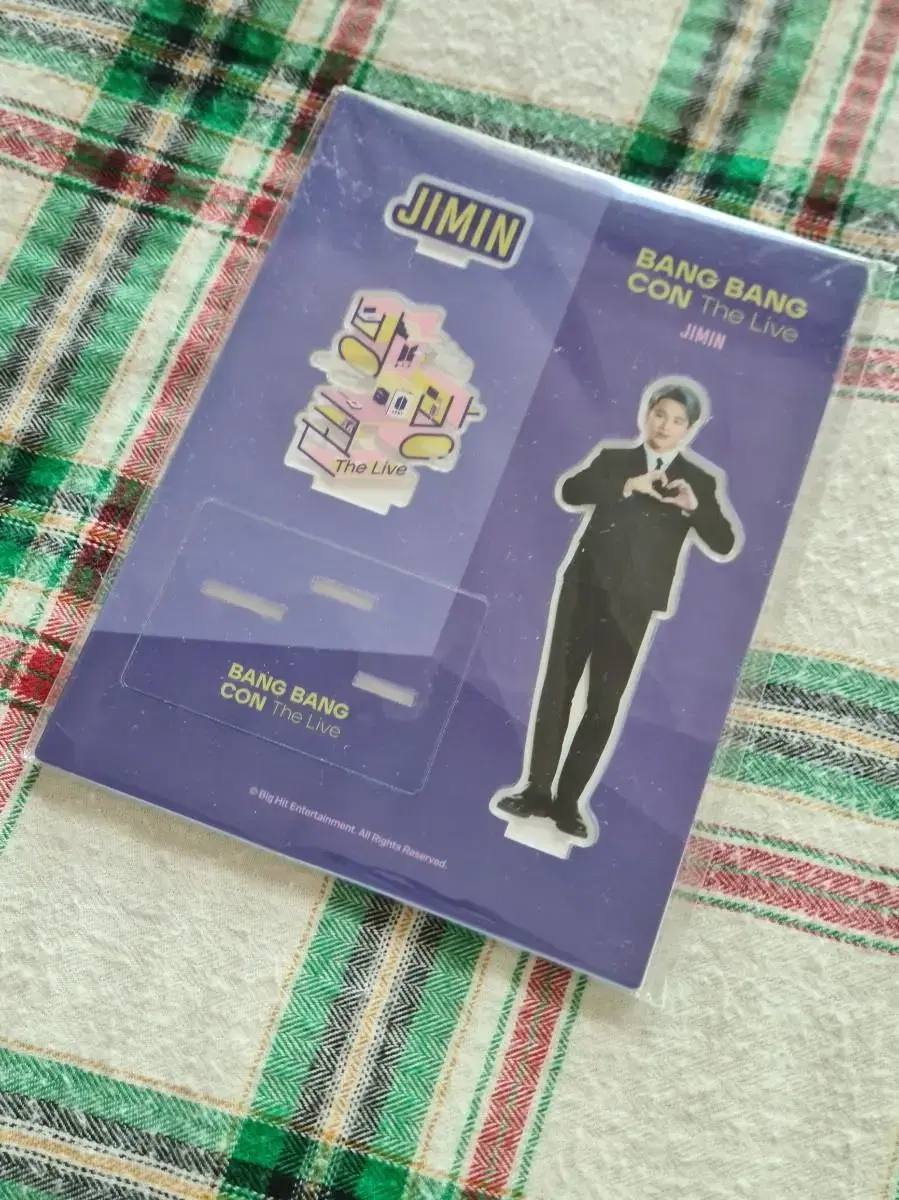 JIMIN
BANG BANG
CON The Live
JIMIN
The Live
BANG BANG
CON The Live
© Big Hit Entertainment. All Rights Reserved.